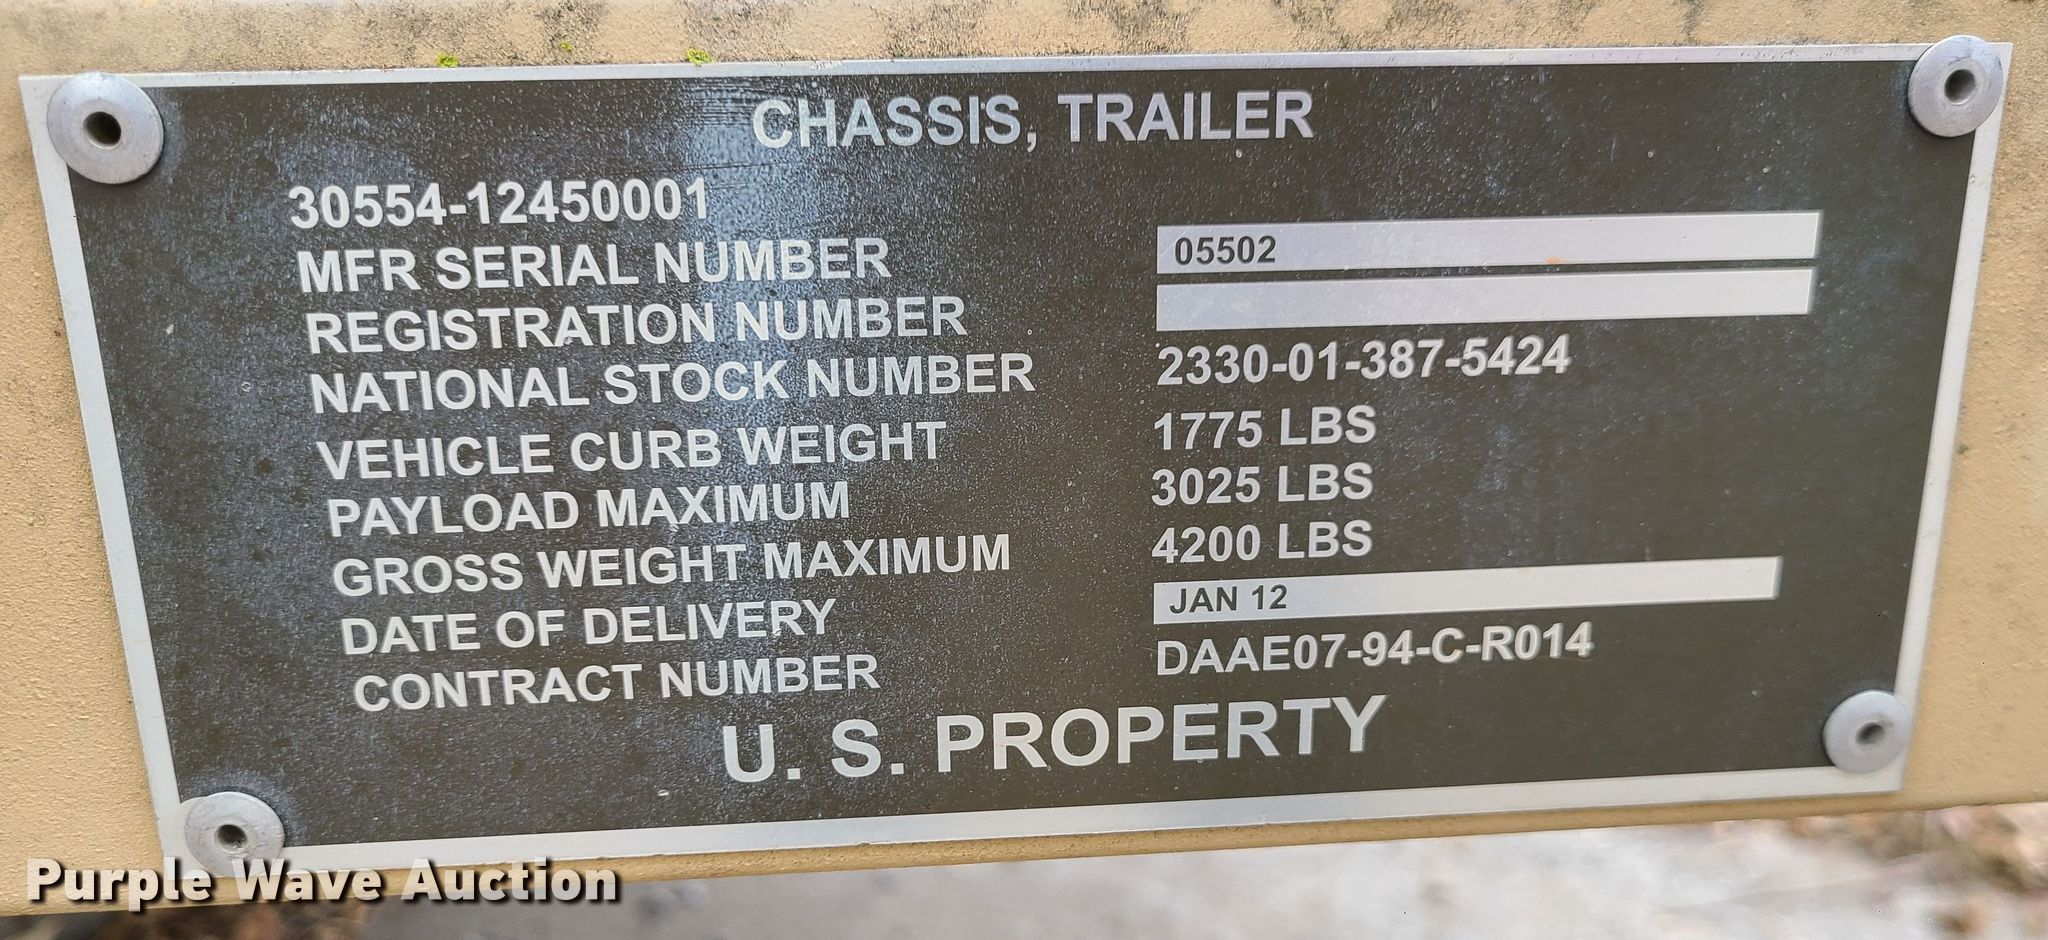 CHASSIS, TRAILER
30554-12450001
MFR SERIAL NUMBER 05502
REGISTRATION NUMBER
NATIONAL STOCK NUMBER 2330-01-387-5424
VEHICLE CURB WEIGHT 1775 LBS
PAYLOAD MAXIMUM 3025 LBS
GROSS WEIGHT MAXIMUM 4200 LBS
DATE OF DELIVERY JAN 12
CONTRACT NUMBER DAAE07-94-C-R014
U. S. PROPERTY
Purple Wave Auction